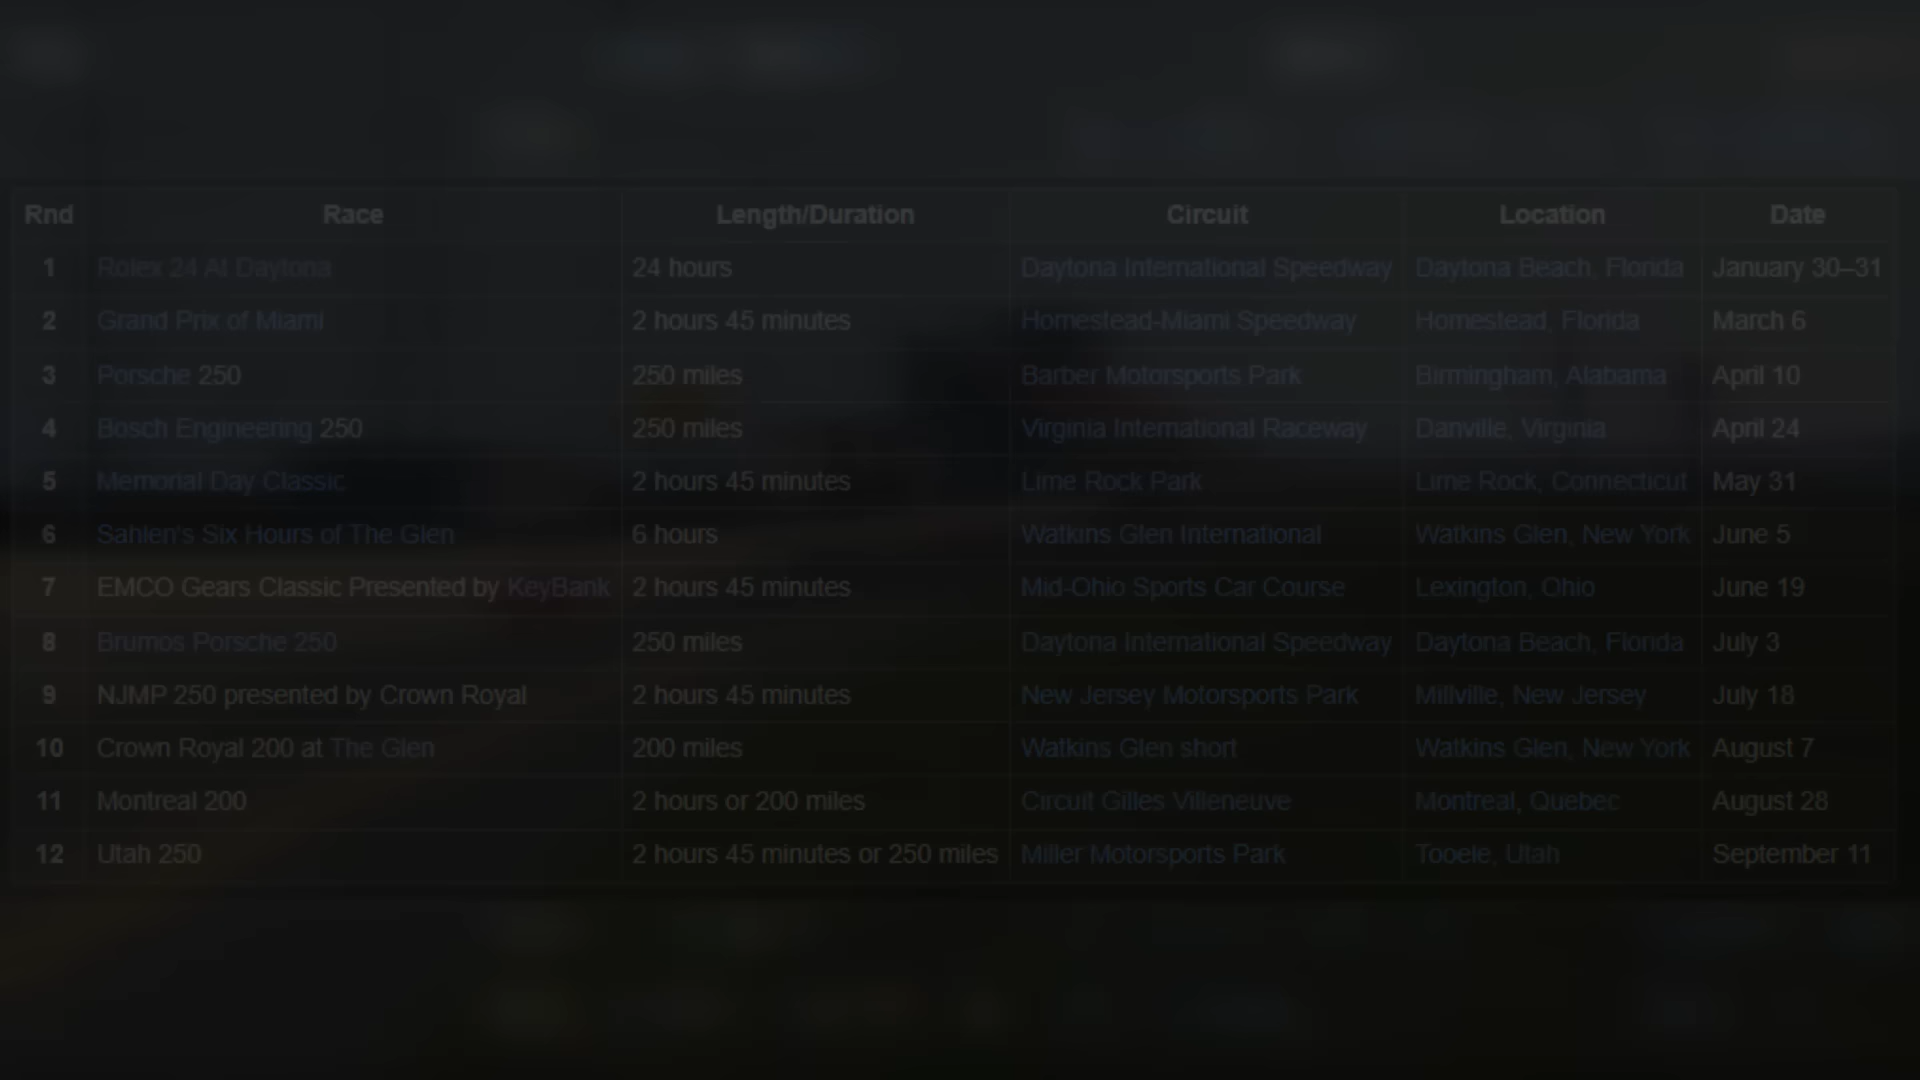 Rnd Race Length/Duration Circuit Location Date
1 Rolex 24 At Daytona 24 hours Daytona International Speedway Daytona Beach, Florida January 30–31
2 Grand Prix of Miami 2 hours 45 minutes Homestead-Miami Speedway Homestead, Florida March 6
3 Porsche 250 250 miles Barber Motorsports Park Birmingham, Alabama April 10
4 Bosch Engineering 250 250 miles Virginia International Raceway Danville, Virginia April 24
5 Memorial Day Classic 2 hours 45 minutes Lime Rock Park Lime Rock, Connecticut May 31
6 Sahlen's Six Hours of The Glen 6 hours Watkins Glen International Watkins Glen, New York June 5
7 EMCO Gears Classic Presented by KeyBank 2 hours 45 minutes Mid-Ohio Sports Car Course Lexington, Ohio June 19
8 Brumos Porsche 250 250 miles Daytona International Speedway Daytona Beach, Florida July 3
9 NJMP 250 presented by Crown Royal 2 hours 45 minutes New Jersey Motorsports Park Millville, New Jersey July 18
10 Crown Royal 200 at The Glen 200 miles Watkins Glen short Watkins Glen, New York August 7
11 Montreal 200 2 hours or 200 miles Circuit Gilles Villeneuve Montreal, Quebec August 28
12 Utah 250 2 hours 45 minutes or 250 miles Miller Motorsports Park Tooele, Utah September 11